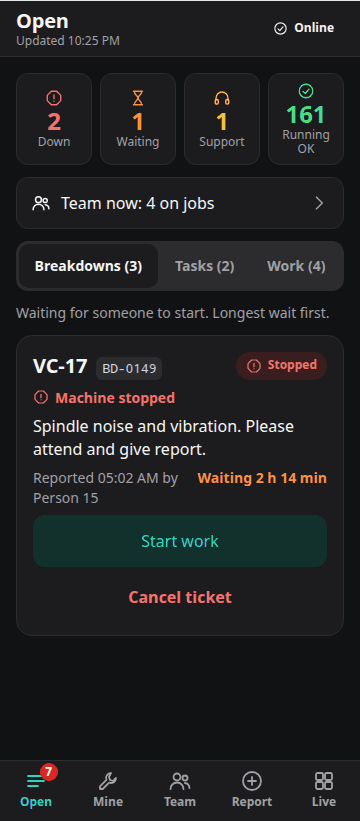 Open
Updated 10:25 PM
Online
2
Down
1
Waiting
1
Support
161
Running
OK
Team now: 4 on jobs
Breakdowns (3)
Tasks (2)
Work (4)
Waiting for someone to start. Longest wait first.
VC-17
BD-0149
Stopped
Machine stopped
Spindle noise and vibration. Please
attend and give report.
Reported 05:02 AM by
Person 15
Waiting 2 h 14 min
Start work
Cancel ticket
7
Open
Mine
Team
Report
Live